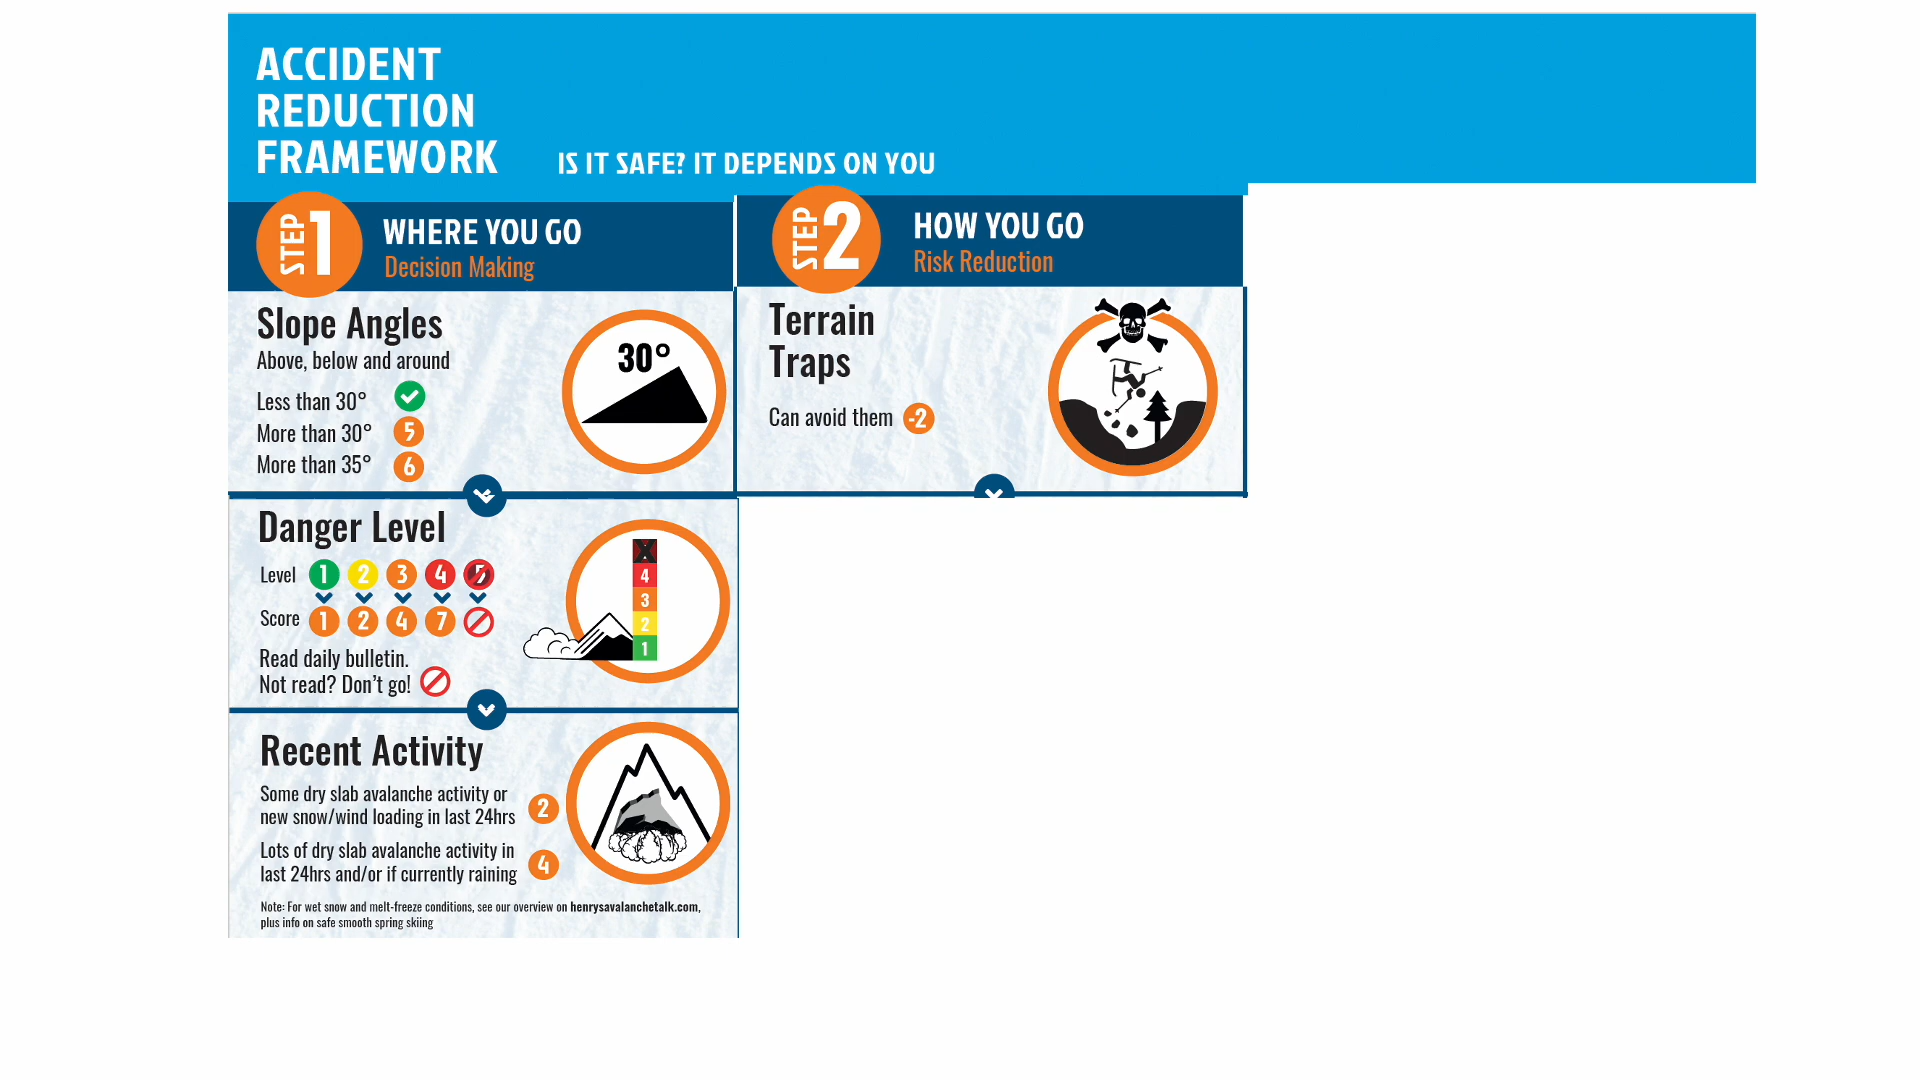 ACCIDENT
REDUCTION
FRAMEWORK
IS IT SAFE? IT DEPENDS ON YOU
STEP 1
WHERE YOU GO
Decision Making
Slope Angles
Above, below and around
Less than 30°
More than 30° 5
More than 35° 6
30°
Danger Level
Level 1 2 3 4 5
Score 1 2 4 7
Read daily bulletin.
Not read? Don't go!
X
4
3
2
1
Recent Activity
Some dry slab avalanche activity or
new snow/wind loading in last 24hrs
2
Lots of dry slab avalanche activity in
last 24hrs and/or if currently raining
4
Note: For wet snow and melt-freeze conditions, see our overview on henrysavalanchetalk.com,
plus info on safe smooth spring skiing
STEP 2
HOW YOU GO
Risk Reduction
Terrain
Traps
Can avoid them -2